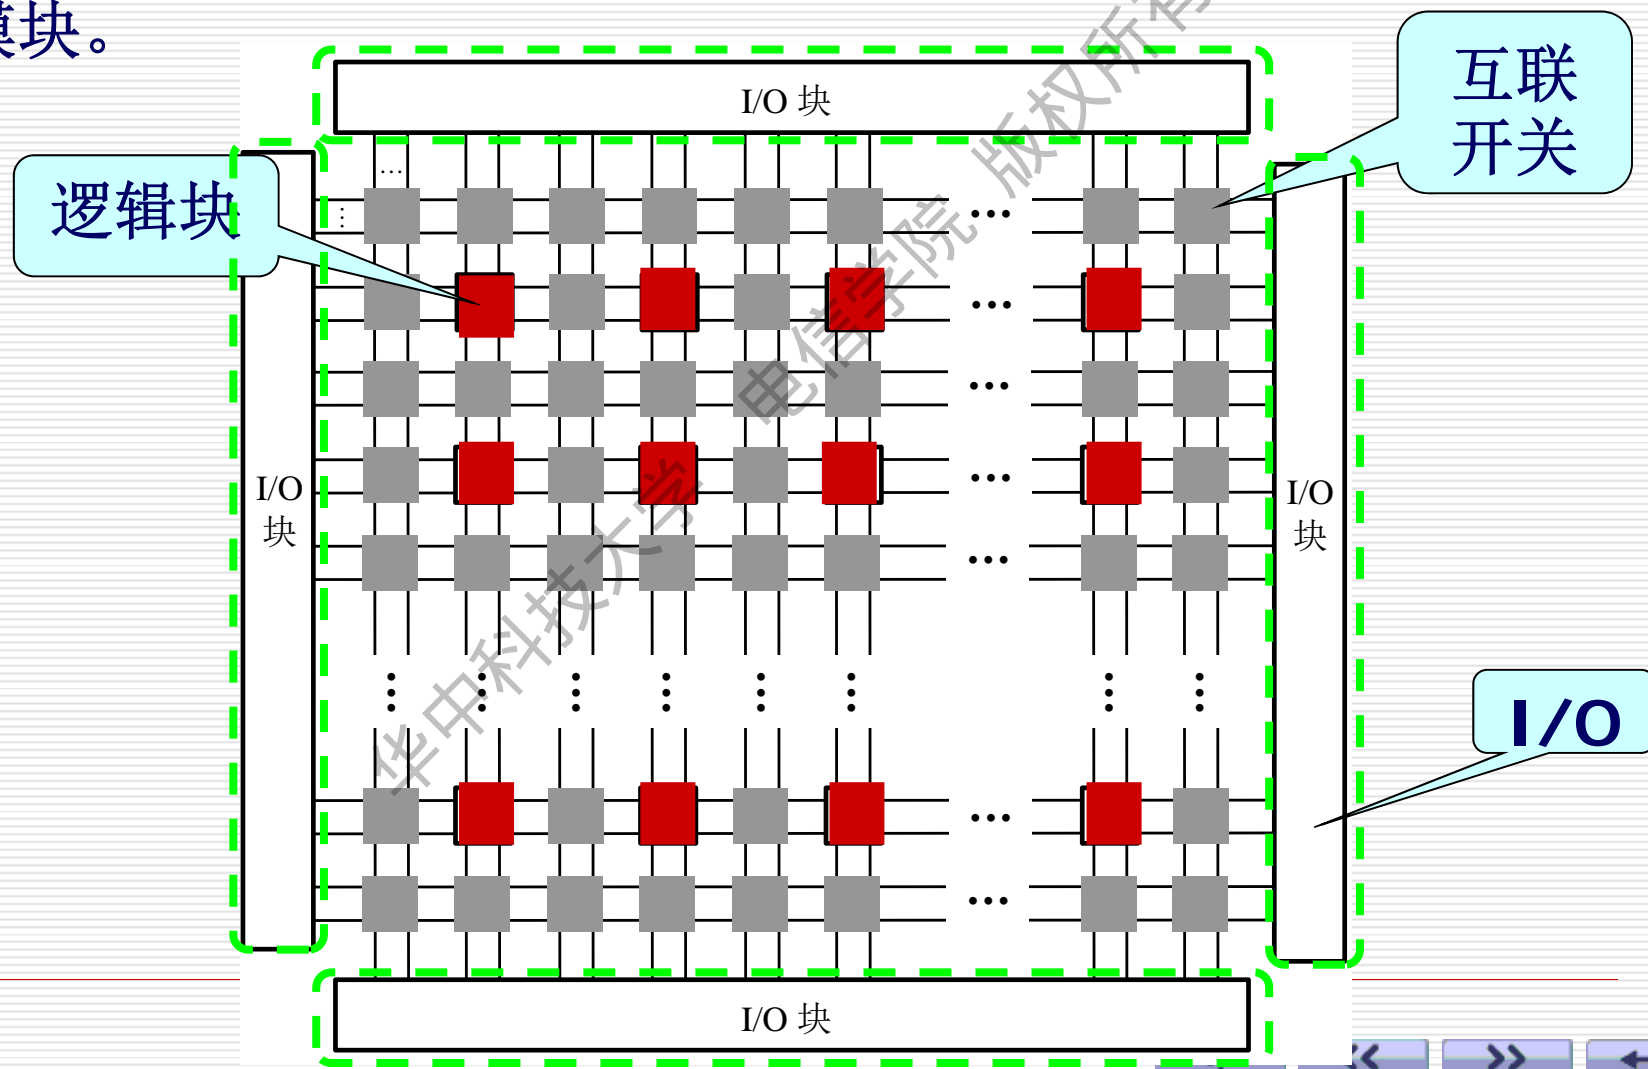 模块。
I/O 块
互联
开关
逻辑块
I/O
块
I/O
块
I/O
I/O 块
华中科技大学 电信学院 版权所有